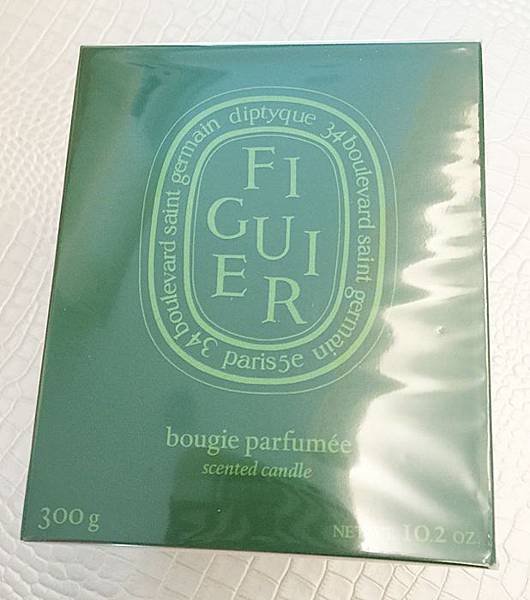 34 boulevard saint germain diptyque 34 boulevard saint germain
paris 5e
FI
GUI
ER
bougie parfumée
scented candle
300 g
NET 10.2 oz.